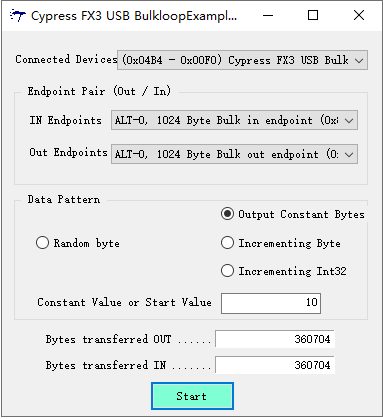 Cypress FX3 USB BulkloopExampl...
Connected Devices (0x04B4 - 0x00F0) Cypress FX3 USB Bulk
Endpoint Pair (Out / In)
IN Endpoints ALT-0, 1024 Byte Bulk in endpoint (0x
Out Endpoints ALT-0, 1024 Byte Bulk out endpoint (0
Data Pattern
Output Constant Bytes
Random byte Incrementing Byte
Incrementing Int32
Constant Value or Start Value 10
Bytes transferred OUT ...... 360704
Bytes transferred IN ....... 360704
Start